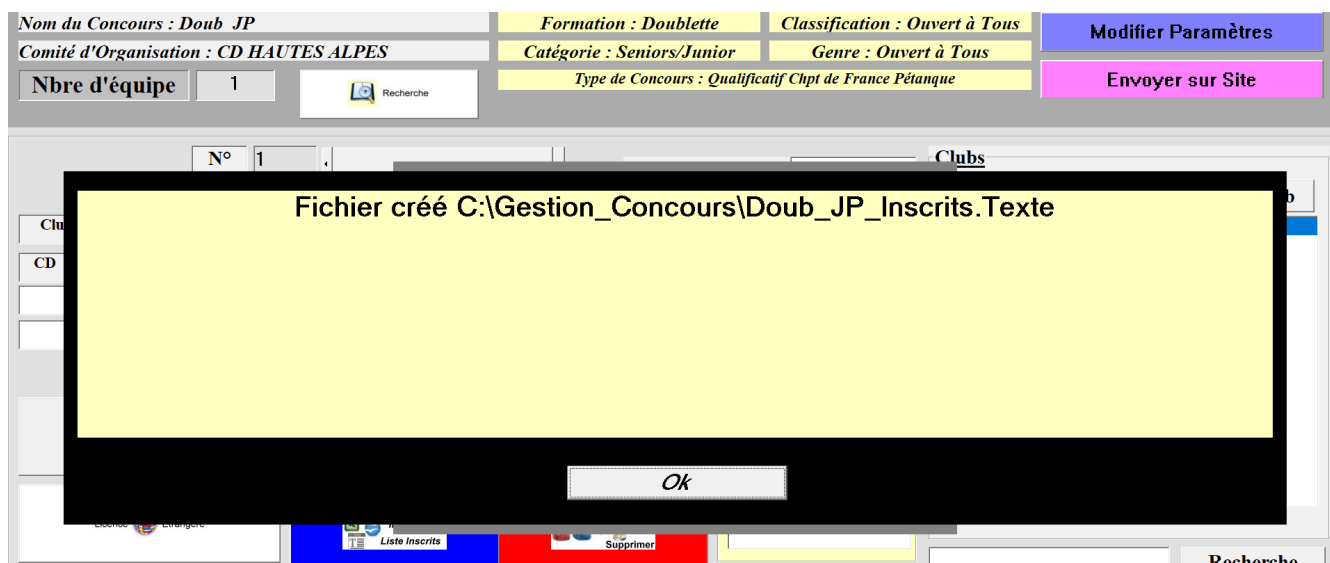 Nom du Concours : Doub JP
Formation : Doublette
Classification : Ouvert à Tous
Modifier Paramètres
Comité d'Organisation : CD HAUTES ALPES
Catégorie : Seniors/Junior
Genre : Ouvert à Tous
Nbre d'équipe 1
Recherche
Type de Concours : Qualificatif Chpt de France Pétanque
Envoyer sur Site
N° 1
Clubs
Fichier créé C:\Gestion_Concours\Doub_JP_Inscrits.Texte
CD
Ok
Liste Inscrits
Supprimer
Recherche